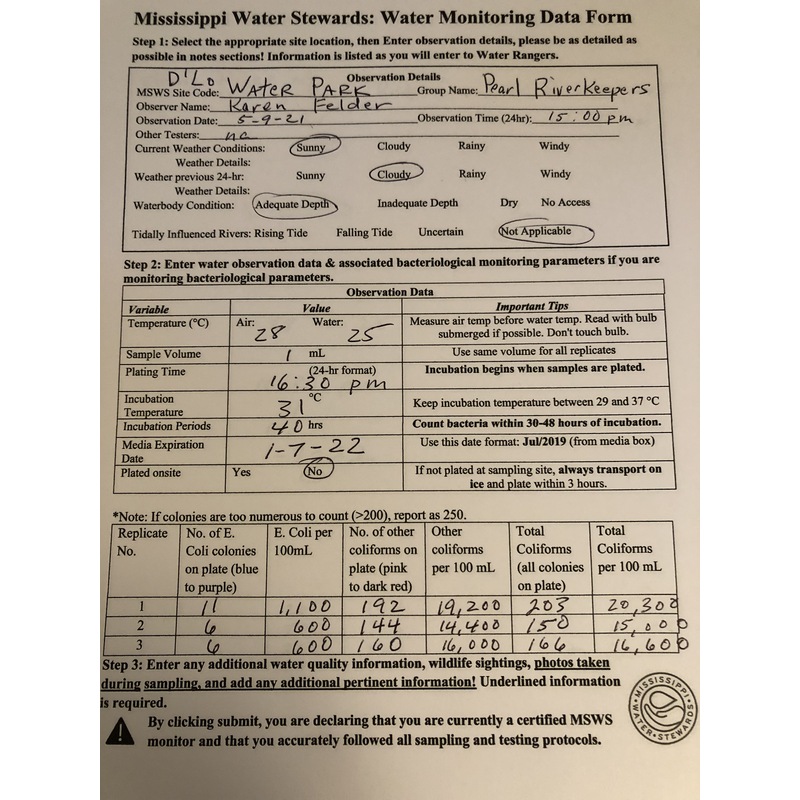 Mississippi Water Stewards: Water Monitoring Data Form
Step 1: Select the appropriate site location, then Enter observation details, please be as detailed as
possible in notes sections! Information is listed as you will enter to Water Rangers.
Observation Details
MSWS Site Code: D'Lo Water Park Group Name: Pearl Riverkeepers
Observer Name: Karen Felder
Observation Date: 5-9-21 Observation Time (24hr): 15:00 pm
Other Testers: na
Current Weather Conditions: Sunny Cloudy Rainy Windy
Weather Details:
Weather previous 24-hr: Sunny Cloudy Rainy Windy
Weather Details:
Waterbody Condition: Adequate Depth Inadequate Depth Dry No Access
Tidally Influenced Rivers: Rising Tide Falling Tide Uncertain Not Applicable
Step 2: Enter water observation data & associated bacteriological monitoring parameters if you are
monitoring bacteriological parameters.
Observation Data
Variable Value Important Tips
Temperature (°C) Air: 28 Water: 25 Measure air temp before water temp. Read with bulb
submerged if possible. Don't touch bulb.
Sample Volume 1 mL Use same volume for all replicates
Plating Time (24-hr format) Incubation begins when samples are plated.
16:30 pm
Incubation
Temperature 31 °C Keep incubation temperature between 29 and 37 °C
Incubation Periods 40 hrs Count bacteria within 30-48 hours of incubation.
Media Expiration
Date 1-7-22 Use this date format: Jul/2019 (from media box)
Plated onsite Yes No If not plated at sampling site, always transport on
ice and plate within 3 hours.
*Note: If colonies are too numerous to count (>200), report as 250.
Replicate No. of E. E. Coli per No. of other Other Total Total
No. Coli colonies 100mL coliforms on coliforms Coliforms Coliforms
on plate (blue plate (pink per 100 mL (all colonies per 100 mL
to purple) to dark red) on plate)
1 11 1,100 192 19,200 203 20,300
2 6 600 144 14,400 150 15,000
3 6 600 160 16,000 166 16,600
Step 3: Enter any additional water quality information, wildlife sightings, photos taken
during sampling, and add any additional pertinent information! Underlined information
is required.
By clicking submit, you are declaring that you are currently a certified MSWS
monitor and that you accurately followed all sampling and testing protocols.
MISSISSIPPI
WATER STEWARDS